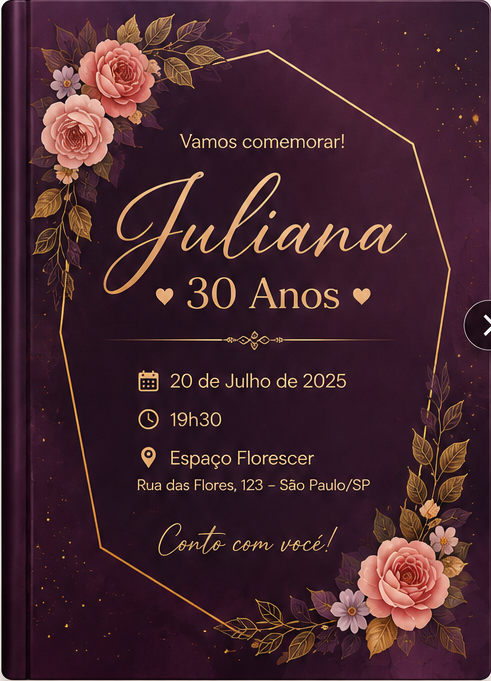 Vamos comemorar!
Juliana
♥ 30 Anos ♥
20 de Julho de 2025
19h30
Espaço Florescer
Rua das Flores, 123 – São Paulo/SP
Conto com você!